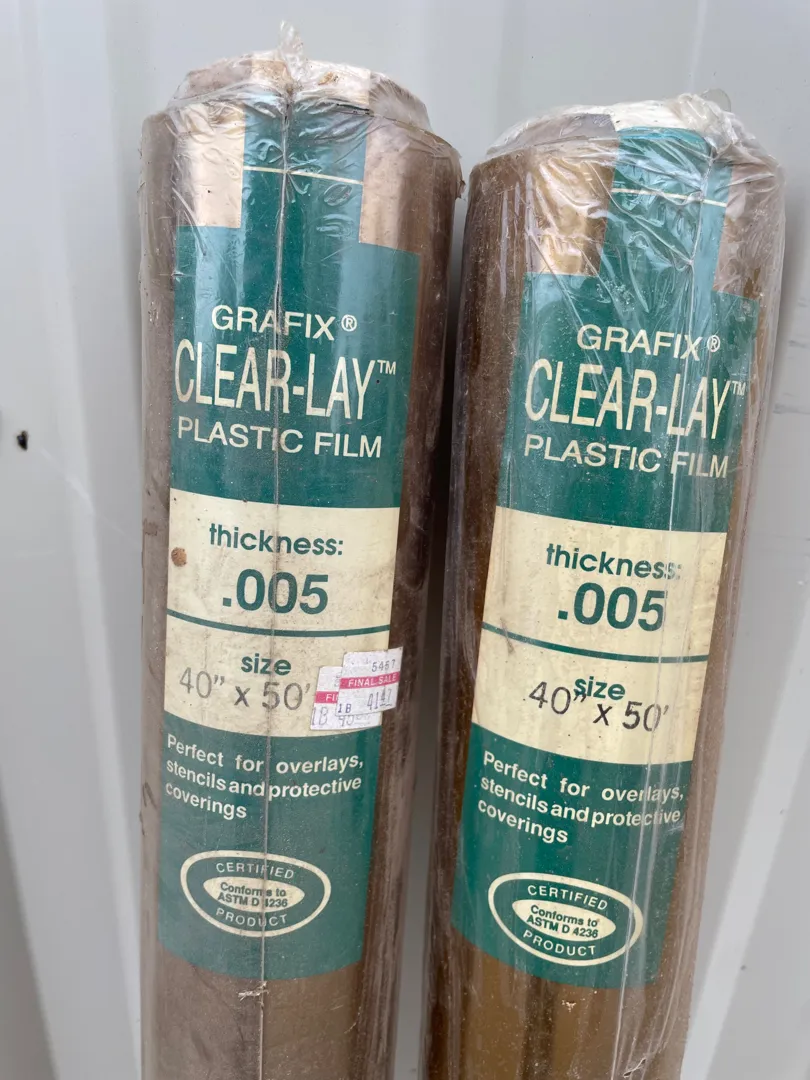 GRAFIX®
CLEAR-LAY™
PLASTIC FILM
thickness:
.005
size
40" x 50'
5467
FINAL SALE
18
Perfect for overlays,
stencils and protective
coverings
CERTIFIED
Conforms to
ASTM D 4236
PRODUCT
GRAFIX®
CLEAR-LAY™
PLASTIC FILM
thickness:
.005
size
40" x 50'
Perfect for overlays,
stencils and protective
coverings
CERTIFIED
Conforms to
ASTM D 4236
PRODUCT